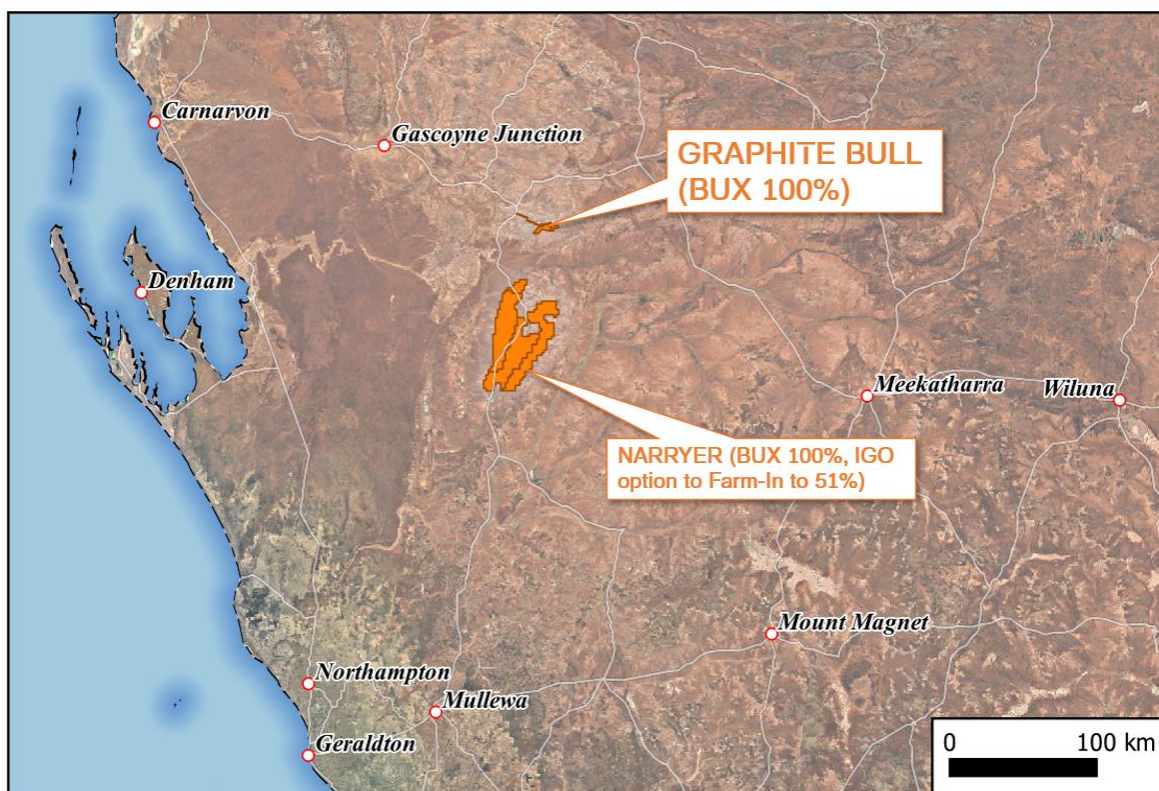 Carnarvon
Gascoyne Junction
GRAPHITE BULL
(BUX 100%)
Denham
Meekatharra
Wiluna
NARRYER (BUX 100%, IGO
option to Farm-In to 51%)
Mount Magnet
Northampton
Mullewa
Geraldton
0 100 km